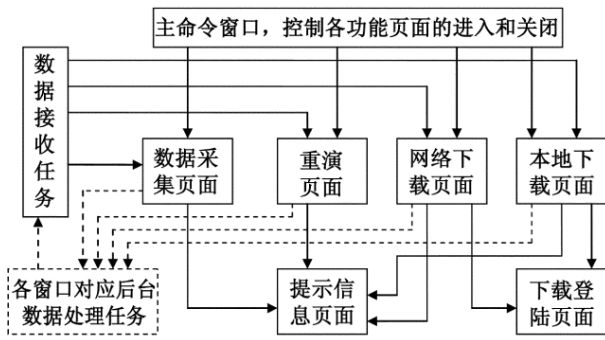 主命令窗口，控制各功能页面的进入和关闭
数
据
接
收
任
务
数据采
集页面
重演
页面
网络下
载页面
本地下
载页面
各窗口对应后台
数据处理任务
提示信
息页面
下载登
陆页面